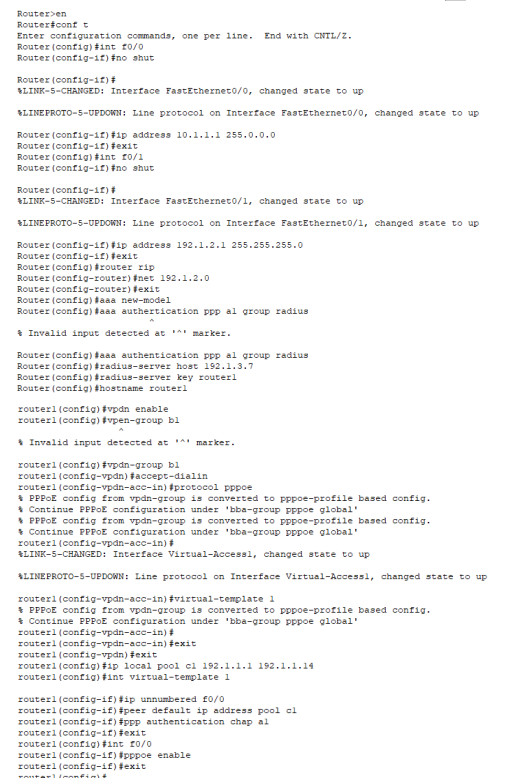 Router>en
Router#conf t
Enter configuration commands, one per line.  End with CNTL/Z.
Router(config)#int f0/0
Router(config-if)#no shut
Router(config-if)#
%LINK-5-CHANGED: Interface FastEthernet0/0, changed state to up
%LINEPROTO-5-UPDOWN: Line protocol on Interface FastEthernet0/0, changed state to up
Router(config-if)#ip address 10.1.1.1 255.0.0.0
Router(config-if)#exit
Router(config)#int f0/1
Router(config-if)#no shut
Router(config-if)#
%LINK-5-CHANGED: Interface FastEthernet0/1, changed state to up
%LINEPROTO-5-UPDOWN: Line protocol on Interface FastEthernet0/1, changed state to up
Router(config-if)#ip address 192.1.2.1 255.255.255.0
Router(config-if)#exit
Router(config)#router rip
Router(config-router)#net 192.1.2.0
Router(config-router)#exit
Router(config)#aaa new-model
Router(config)#aaa authertication ppp a1 group radius
^
% Invalid input detected at '^' marker.
Router(config)#aaa authentication ppp a1 group radius
Router(config)#radius-server host 192.1.3.7
Router(config)#radius-server key router1
Router(config)#hostname router1
router1(config)#vpdn enable
router1(config)#vpen-group b1
^
% Invalid input detected at '^' marker.
router1(config)#vpdn-group b1
router1(config-vpdn)#accept-dialin
router1(config-vpdn-acc-in)#protocol pppoe
% PPPoE config from vpdn-group is converted to pppoe-profile based config.
% Continue PPPoE configuration under 'bba-group pppoe global'
% PPPoE config from vpdn-group is converted to pppoe-profile based config.
% Continue PPPoE configuration under 'bba-group pppoe global'
router1(config-vpdn-acc-in)#
%LINK-5-CHANGED: Interface Virtual-Access1, changed state to up
%LINEPROTO-5-UPDOWN: Line protocol on Interface Virtual-Access1, changed state to up
router1(config-vpdn-acc-in)#virtual-template 1
% PPPoE config from vpdn-group is converted to pppoe-profile based config.
% Continue PPPoE configuration under 'bba-group pppoe global'
router1(config-vpdn-acc-in)#
router1(config-vpdn-acc-in)#exit
router1(config-vpdn)#exit
router1(config)#ip local pool c1 192.1.1.1 192.1.1.14
router1(config)#int virtual-template 1
router1(config-if)#ip unnumbered f0/0
router1(config-if)#peer default ip address pool c1
router1(config-if)#ppp authentication chap a1
router1(config-if)#exit
router1(config)#int f0/0
router1(config-if)#pppoe enable
router1(config-if)#exit
router1(config)#